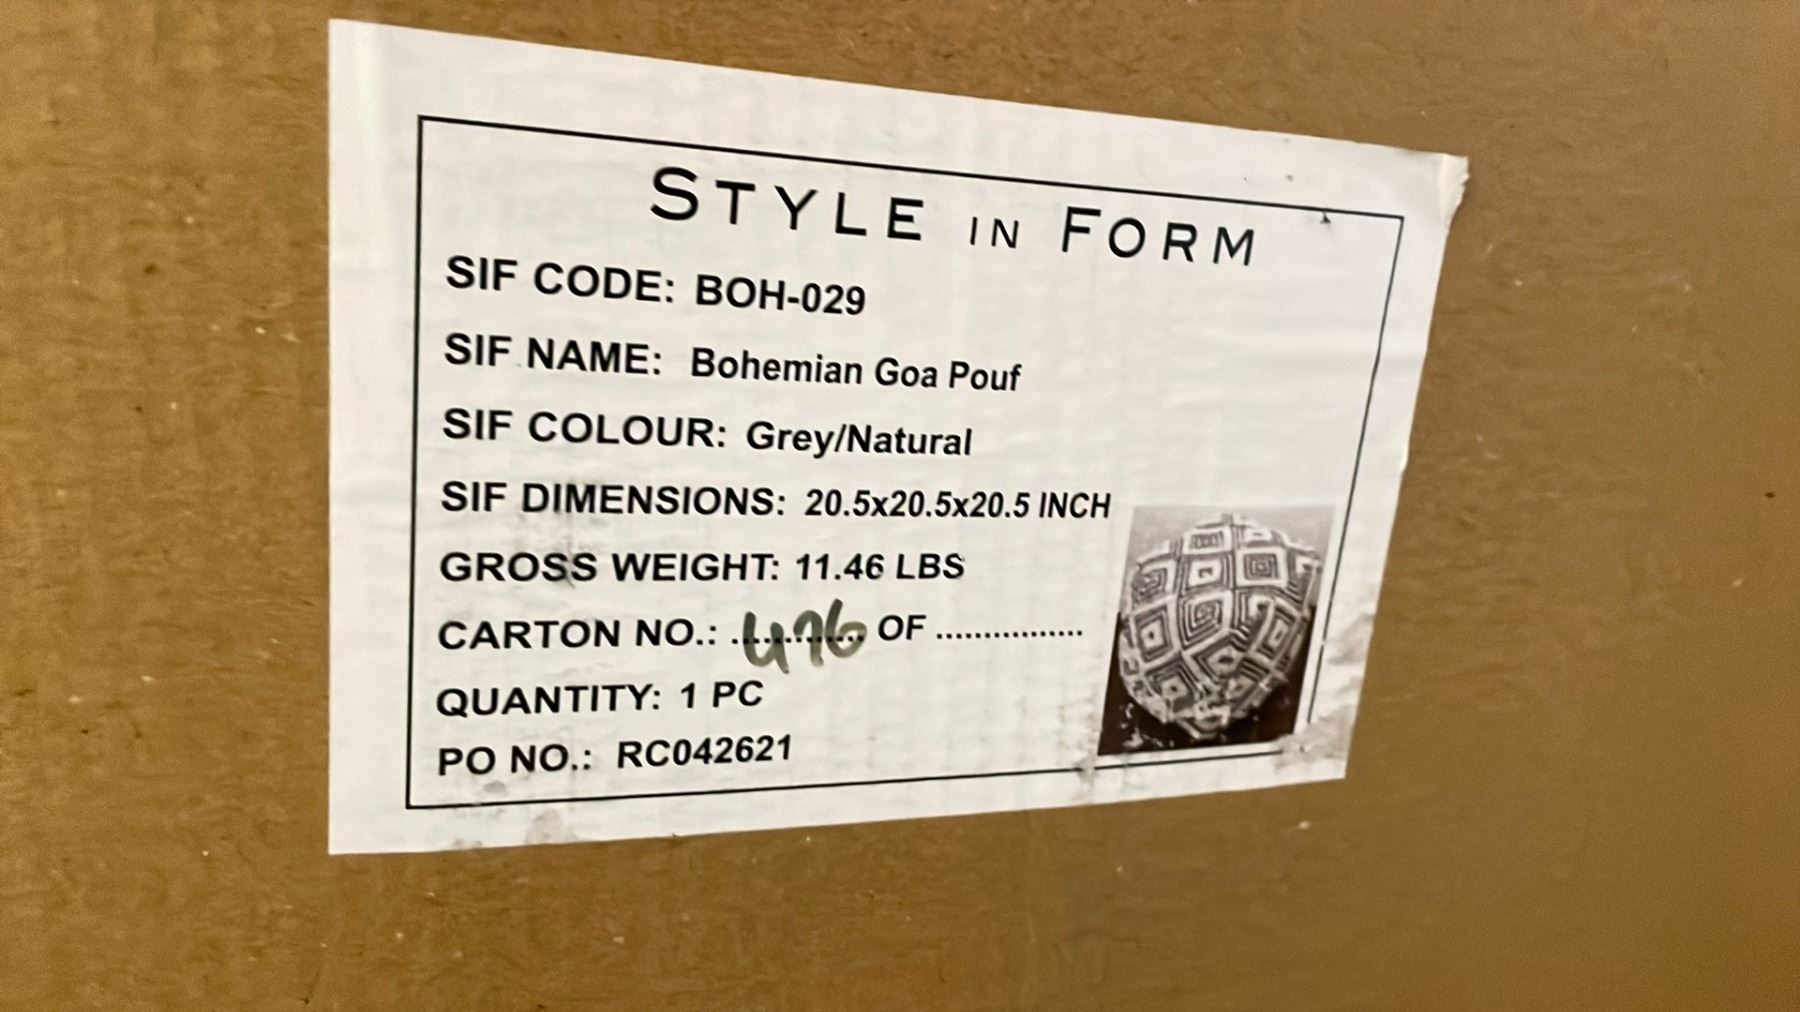 STYLE IN FORM
SIF CODE: BOH-029
SIF NAME: Bohemian Goa Pouf
SIF COLOUR: Grey/Natural
SIF DIMENSIONS: 20.5x20.5x20.5 INCH
GROSS WEIGHT: 11.46 LBS
CARTON NO.: 476 OF ................
QUANTITY: 1 PC
PO NO.: RC042621